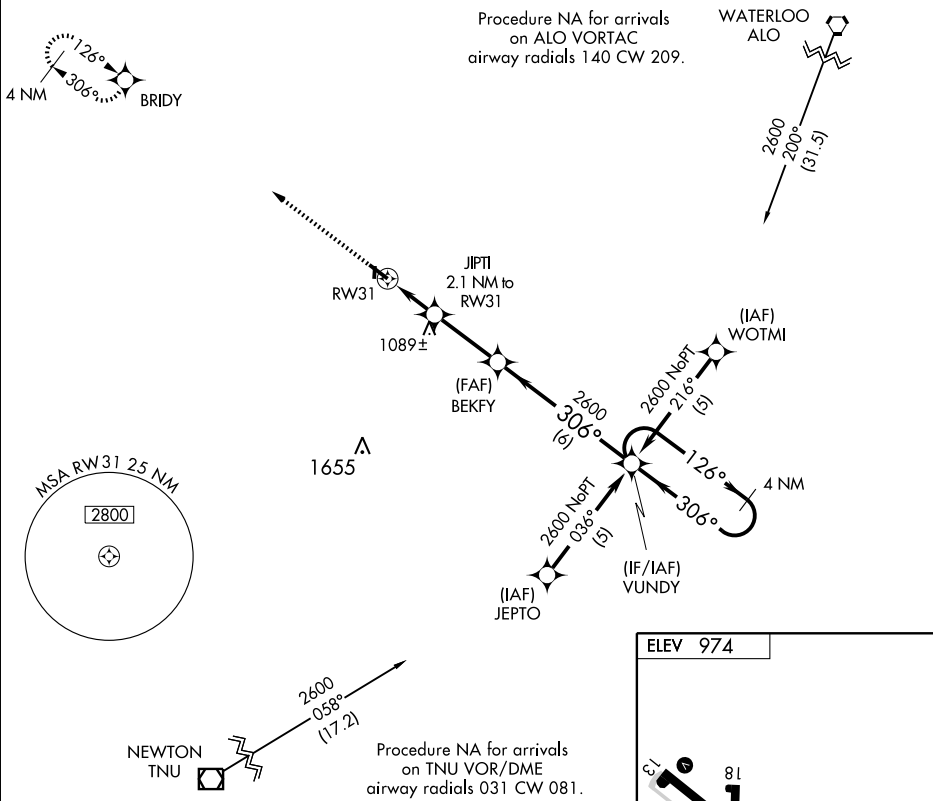 Procedure NA for arrivals
on ALO VORTAC
airway radials 140 CW 209.
WATERLOO
ALO
126°
306°
4 NM
BRIDY
2600
200°
(31.5)
JIPTI
2.1 NM to
RW31
RW31
1089±
(IAF)
WOTMI
(FAF)
BEKFY
2600 NoPT
216°
(5)
2600
306°
(6)
1655
126°
4 NM
306°
MSA RW31 25 NM
2800
2600 NoPT
036°
(5)
(IF/IAF)
VUNDY
(IAF)
JEPTO
ELEV 974
2600
058°
(17.2)
NEWTON
TNU
Procedure NA for arrivals
on TNU VOR/DME
airway radials 031 CW 081.
13
V
18